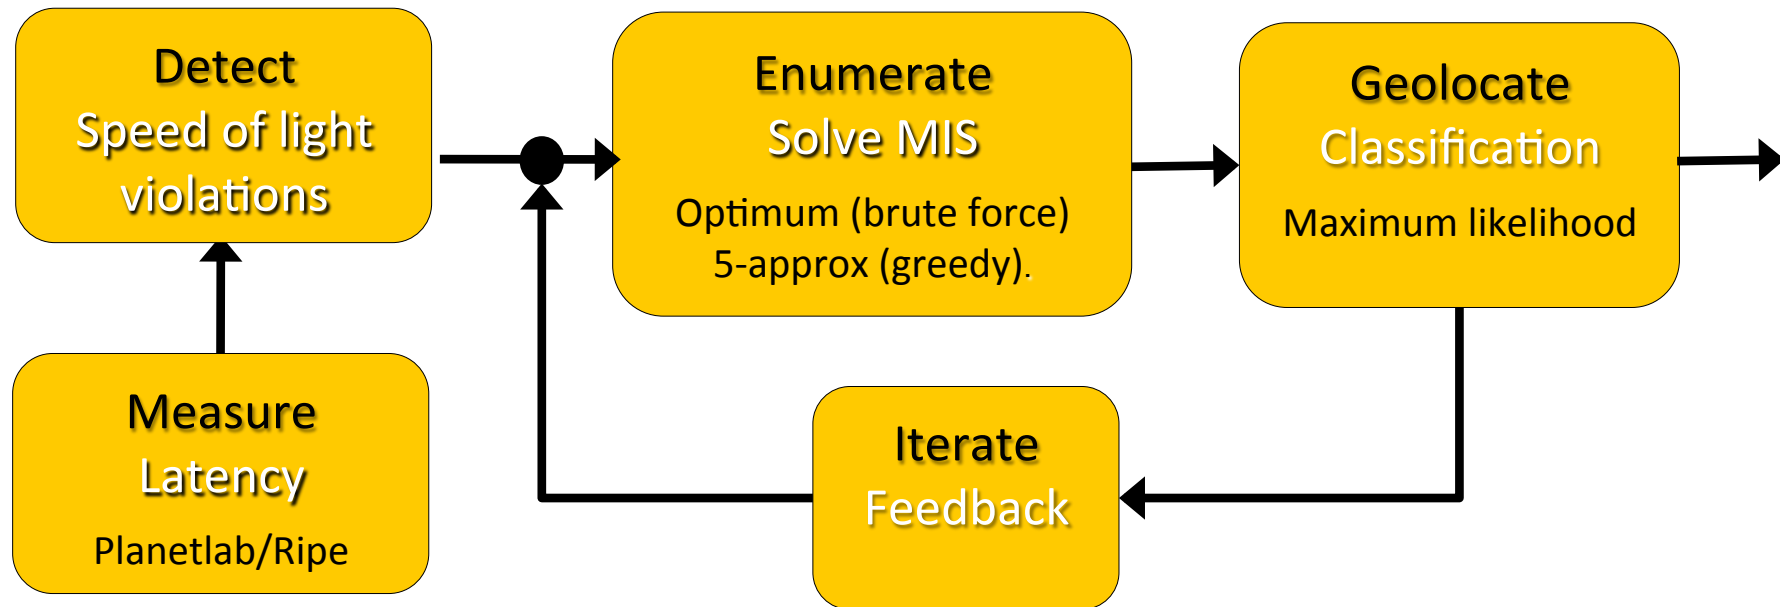 Detect
Speed of light
violations
Measure
Latency
Planetlab/Ripe
Enumerate
Solve MIS
Optimum (brute force)
5-approx (greedy).
Geolocate
Classification
Maximum likelihood
Iterate
Feedback